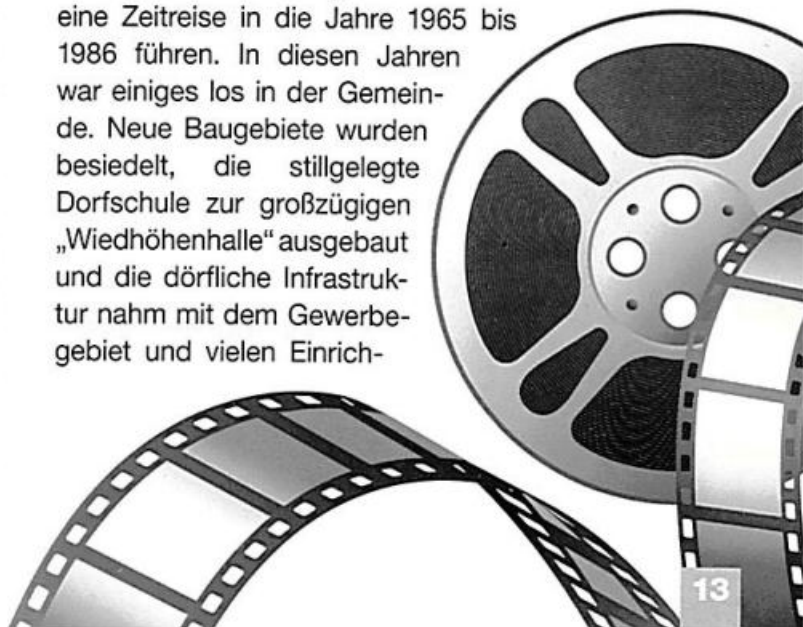 eine Zeitreise in die Jahre 1965 bis
1986 führen. In diesen Jahren
war einiges los in der Gemein-
de. Neue Baugebiete wurden
besiedelt, die stillgelegte
Dorfschule zur großzügigen
„Wiedhöhenhalle“ ausgebaut
und die dörfliche Infrastruk-
tur nahm mit dem Gewerbe-
gebiet und vielen Einrich-
13